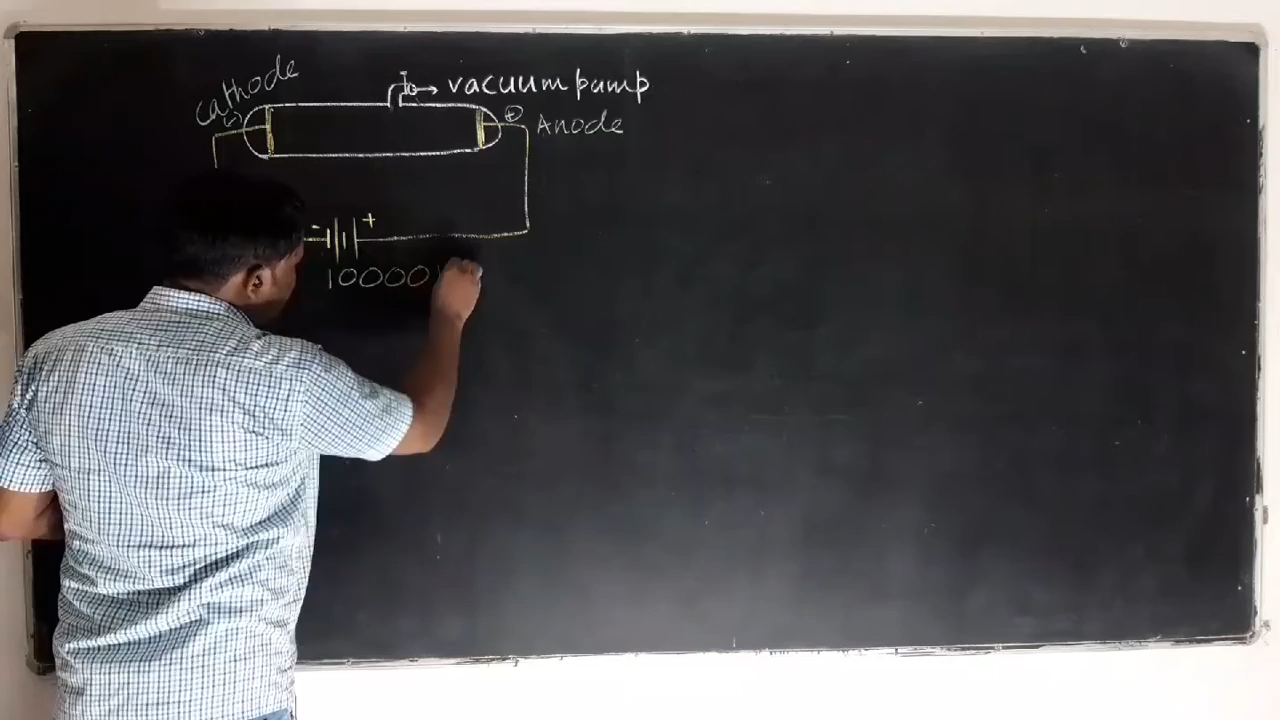 cathode
(-)
→ vacuum pump
⊕
Anode
- +
10000